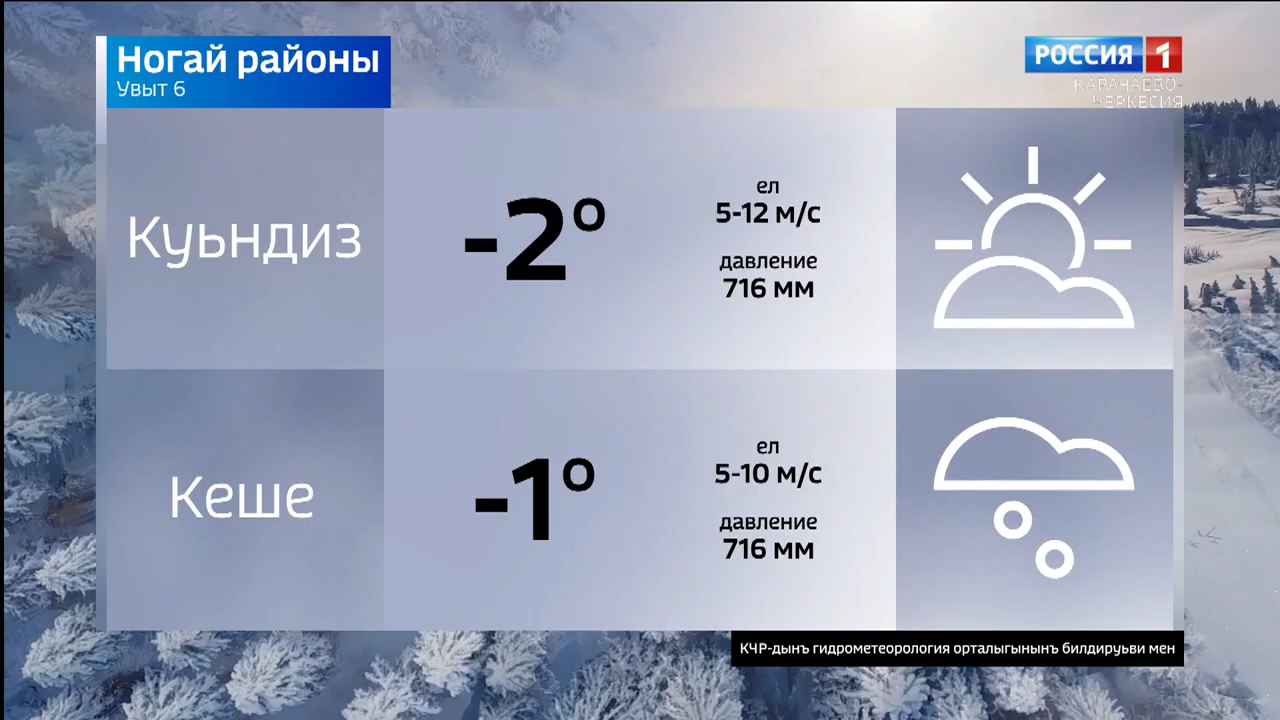 Ногай районы
Увыт 6
РОССИЯ 1
КАРАЧАЕВО-
ЧЕРКЕСИЯ
Куьндиз
-2°
ел
5-12 м/с
давление
716 мм
Кеше
-1°
ел
5-10 м/с
давление
716 мм
КЧР-дынъ гидрометеорология орталыгынынъ билдируьви мен